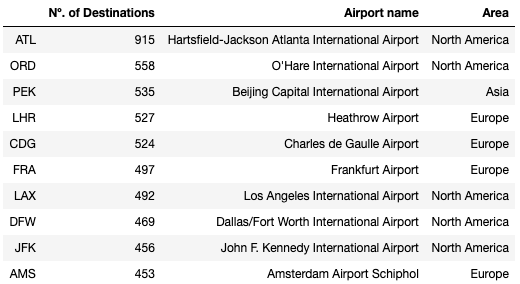 Nº. of Destinations Airport name Area
ATL 915 Hartsfield-Jackson Atlanta International Airport North America
ORD 558 O'Hare International Airport North America
PEK 535 Beijing Capital International Airport Asia
LHR 527 Heathrow Airport Europe
CDG 524 Charles de Gaulle Airport Europe
FRA 497 Frankfurt Airport Europe
LAX 492 Los Angeles International Airport North America
DFW 469 Dallas/Fort Worth International Airport North America
JFK 456 John F. Kennedy International Airport North America
AMS 453 Amsterdam Airport Schiphol Europe